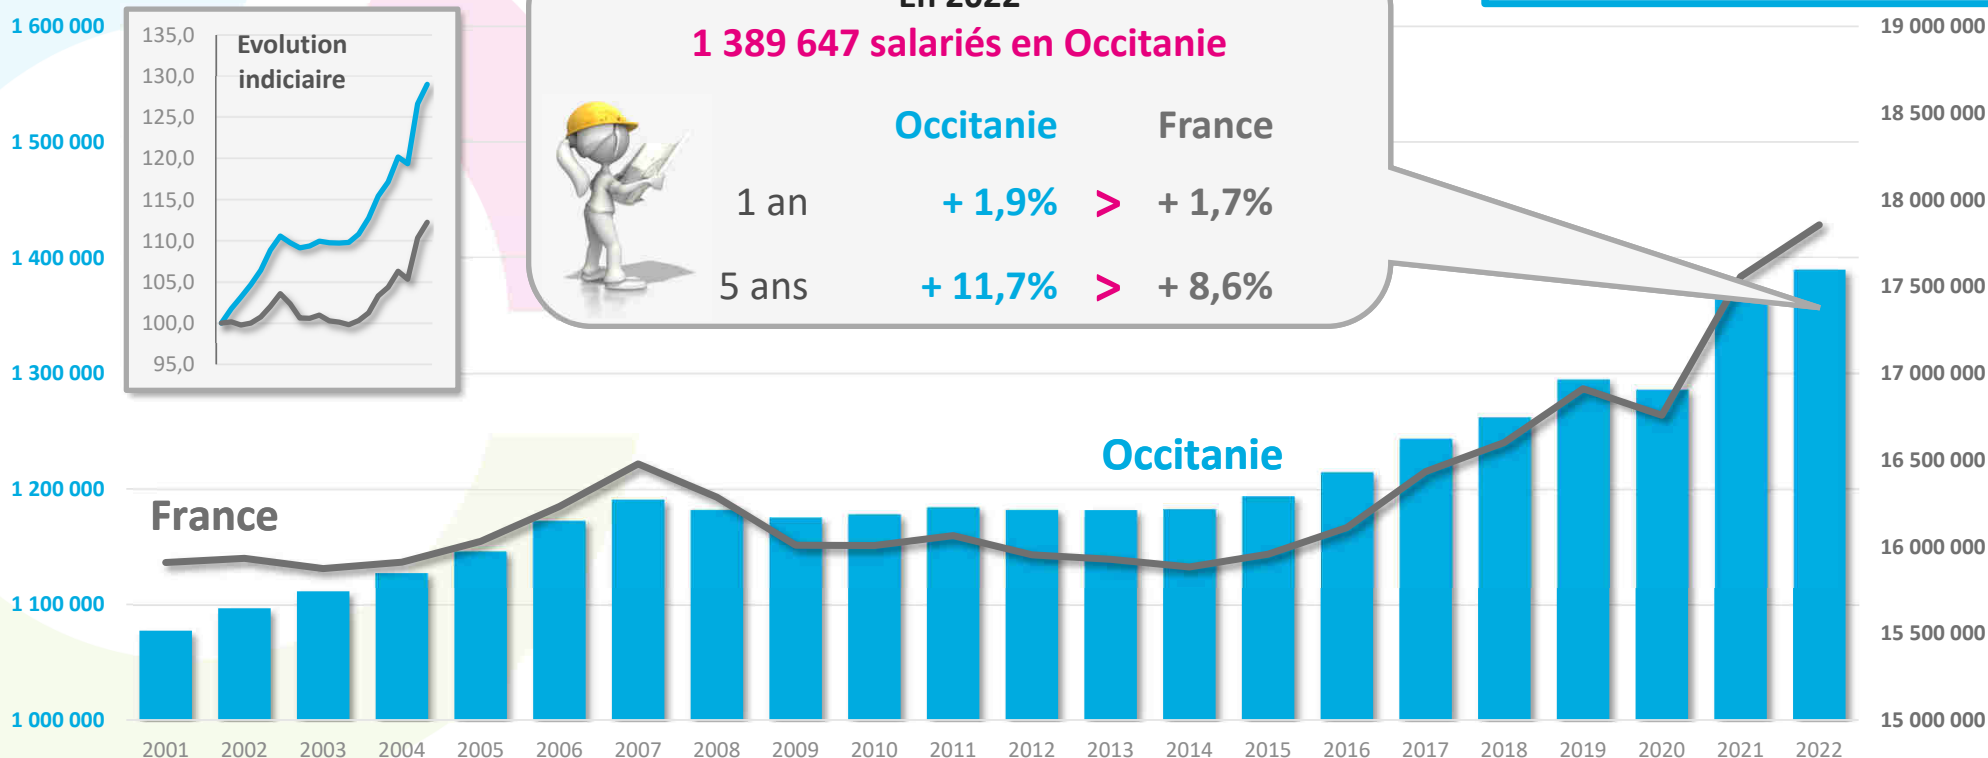 En 2022
1 389 647 salariés en Occitanie
Occitanie France
1 an + 1,9% > + 1,7%
5 ans + 11,7% > + 8,6%
Evolution
indiciaire
135,0
130,0
125,0
120,0
115,0
110,0
105,0
100,0
95,0
1 600 000
1 500 000
1 400 000
1 300 000
1 200 000
1 100 000
1 000 000
19 000 000
18 500 000
18 000 000
17 500 000
17 000 000
16 500 000
16 000 000
15 500 000
15 000 000
Occitanie
France
2001 2002 2003 2004 2005 2006 2007 2008 2009 2010 2011 2012 2013 2014 2015 2016 2017 2018 2019 2020 2021 2022